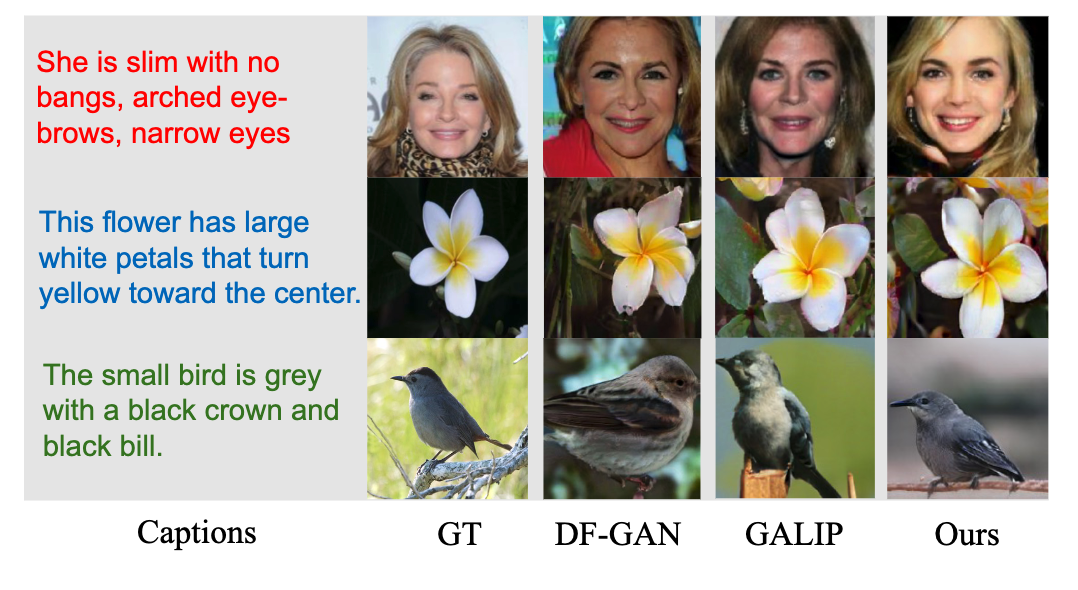 She is slim with no
bangs, arched eye-
brows, narrow eyes
This flower has large
white petals that turn
yellow toward the center.
The small bird is grey
with a black crown and
black bill.
Captions
GT
DF-GAN
GALIP
Ours